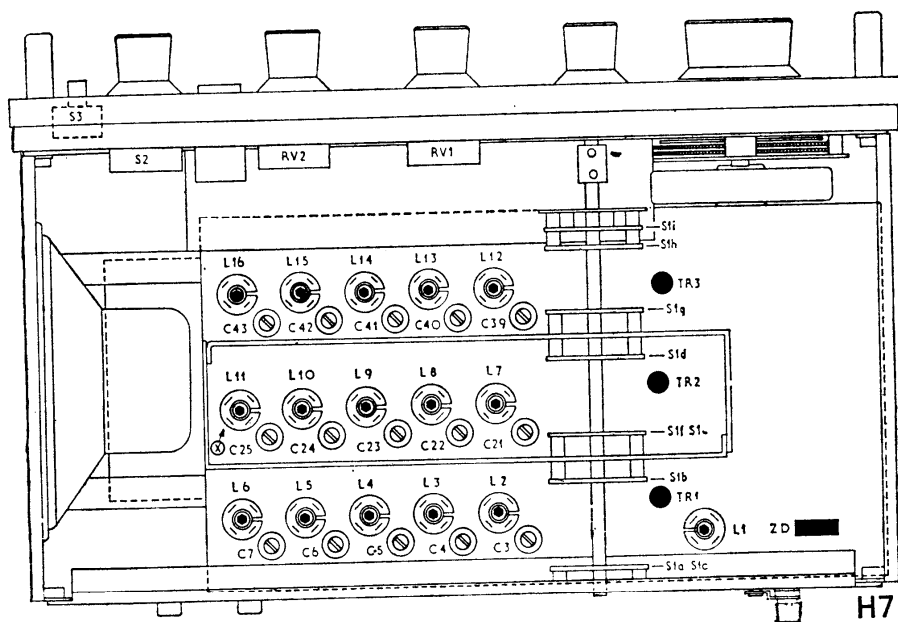 S3
S2
RV2
RV1
S1i
S1h
L16 L15 L14 L13 L12
TR3
C43 C42 C41 C40 C39
S1g
S1d
L11 L10 L9 L8 L7
TR2
X C25 C24 C23 C22 C21
S1f
S1b
L6 L5 L4 L3 L2
TR1
L1 ZD
C7 C6 C5 C4 C3
S1a S1c
H7